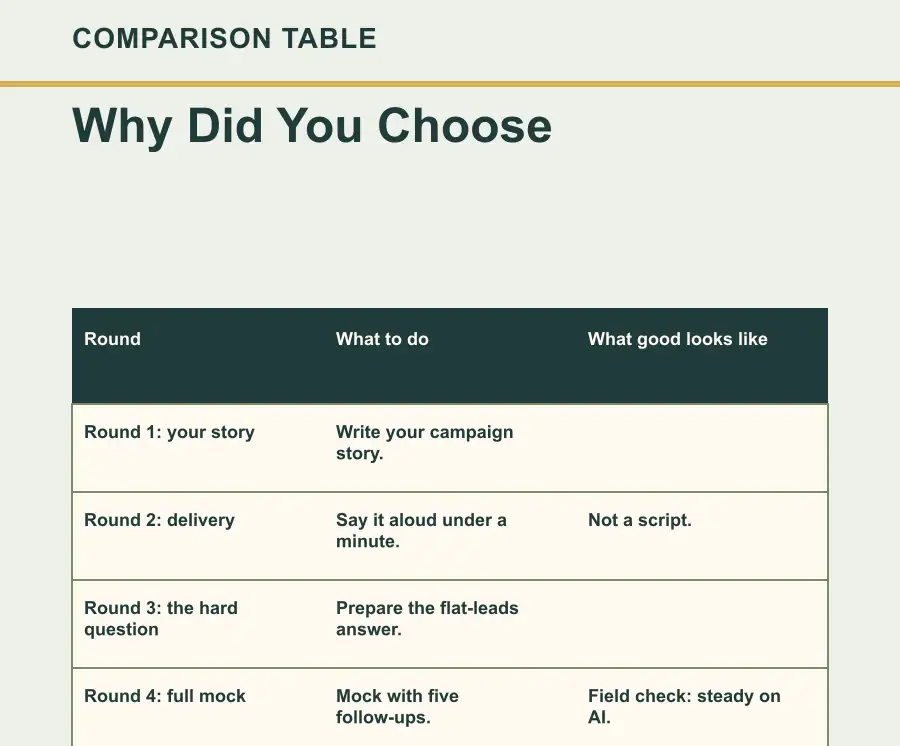 COMPARISON TABLE
Why Did You Choose
Round What to do What good looks like
Round 1: your story Write your campaign
story.
Round 2: delivery Say it aloud under a Not a script.
minute.
Round 3: the hard Prepare the flat-leads
question answer.
Round 4: full mock Mock with five Field check: steady on
follow-ups. AI.